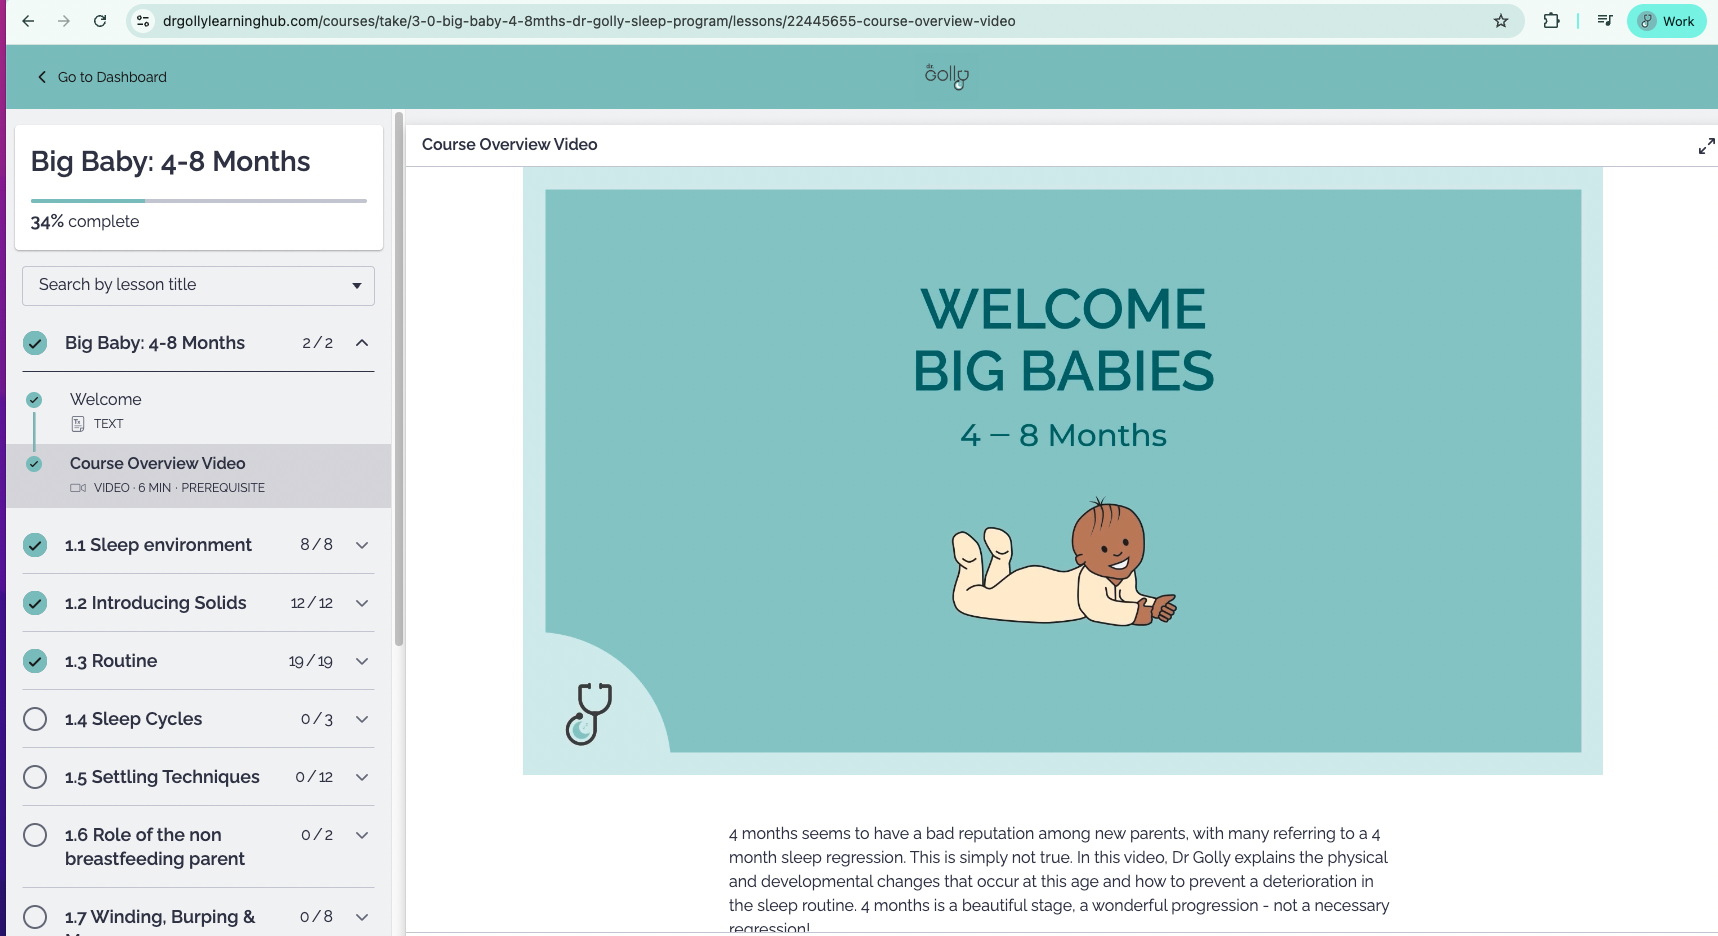 drgollylearninghub.com/courses/take/3-0-big-baby-4-8mths-dr-golly-sleep-program/lessons/22445655-course-overview-video
Work
Go to Dashboard
dr. Golly
Big Baby: 4-8 Months
34% complete
Search by lesson title
Big Baby: 4-8 Months 2 / 2
Welcome
TEXT
Course Overview Video
VIDEO · 6 MIN · PREREQUISITE
1.1 Sleep environment 8 / 8
1.2 Introducing Solids 12 / 12
1.3 Routine 19 / 19
1.4 Sleep Cycles 0 / 3
1.5 Settling Techniques 0 / 12
1.6 Role of the non 0 / 2
breastfeeding parent
1.7 Winding, Burping & 0 / 8
Course Overview Video
WELCOME
BIG BABIES
4 – 8 Months
4 months seems to have a bad reputation among new parents, with many referring to a 4
month sleep regression. This is simply not true. In this video, Dr Golly explains the physical
and developmental changes that occur at this age and how to prevent a deterioration in
the sleep routine. 4 months is a beautiful stage, a wonderful progression - not a necessary
regression!